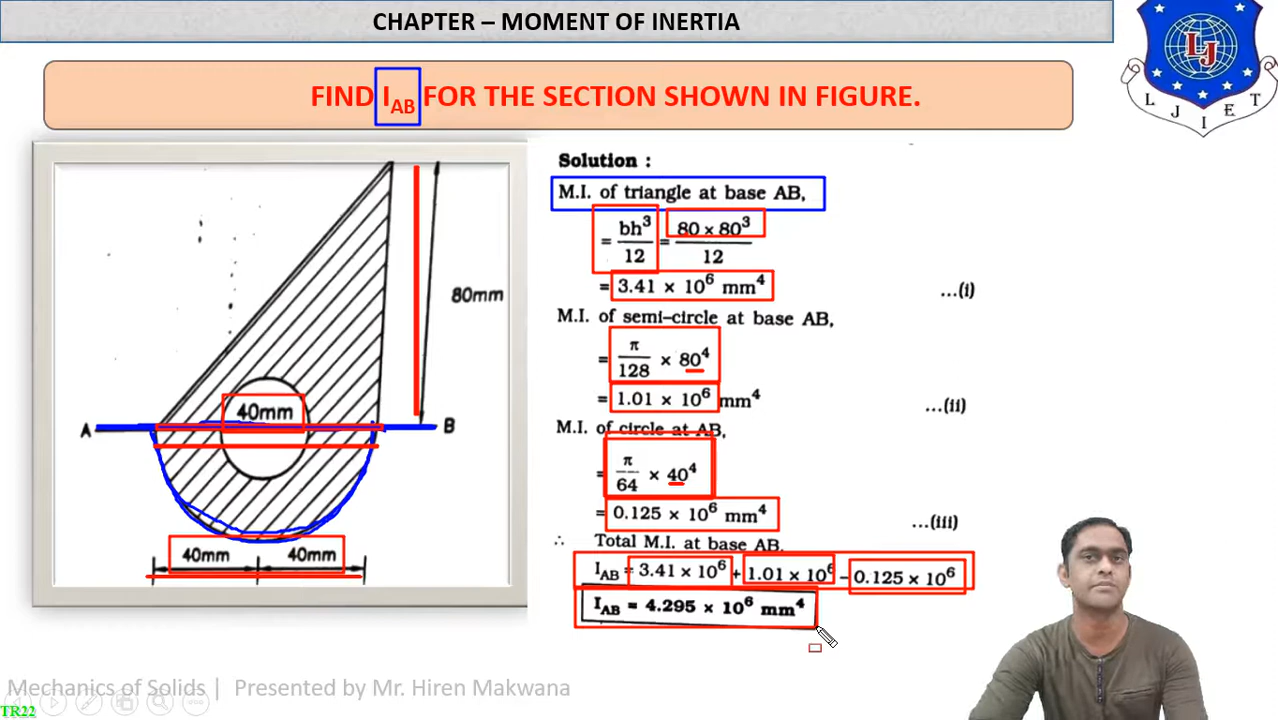 CHAPTER – MOMENT OF INERTIA
LJ
LJIET
FIND I_AB FOR THE SECTION SHOWN IN FIGURE.
80mm
40mm
A
B
40mm 40mm
Solution :
M.I. of triangle at base AB,
= bh³/12 = 80 × 80³/12
= 3.41 × 10⁶ mm⁴ ...(i)
M.I. of semi-circle at base AB,
= π/128 × 80⁴
= 1.01 × 10⁶ mm⁴ ...(ii)
M.I. of circle at AB,
= π/64 × 40⁴
= 0.125 × 10⁶ mm⁴ ...(iii)
∴ Total M.I. at base AB,
I_AB = 3.41 × 10⁶ + 1.01 × 10⁶ – 0.125 × 10⁶
I_AB = 4.295 × 10⁶ mm⁴
Mechanics of Solids | Presented by Mr. Hiren Makwana
TR22